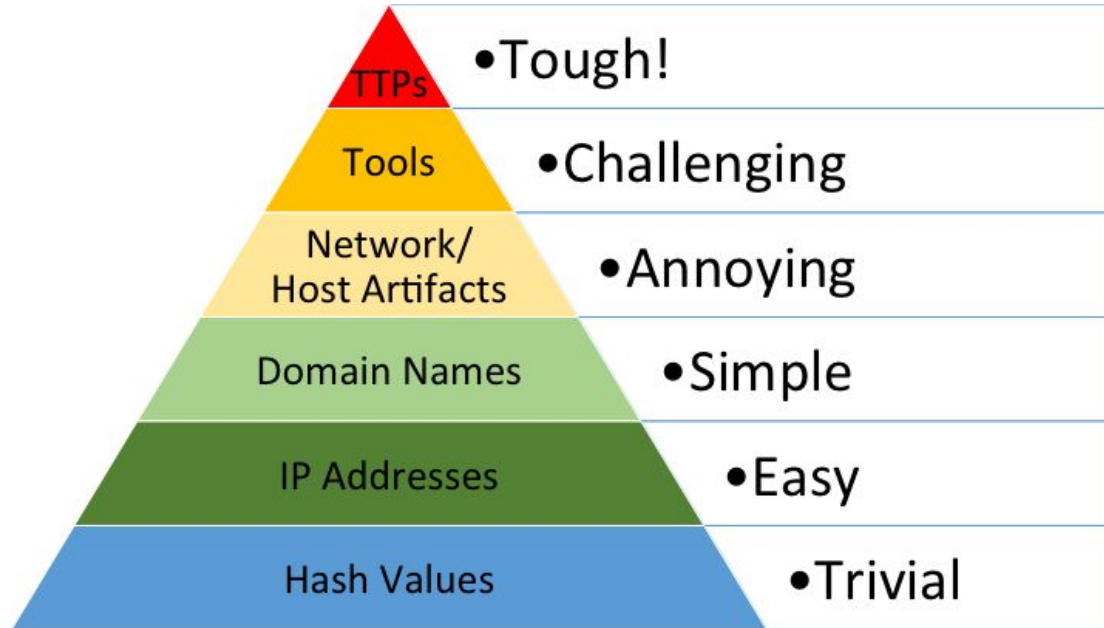 TTPs
•Tough!
Tools
•Challenging
Network/
Host Artifacts
•Annoying
Domain Names
•Simple
IP Addresses
•Easy
Hash Values
•Trivial